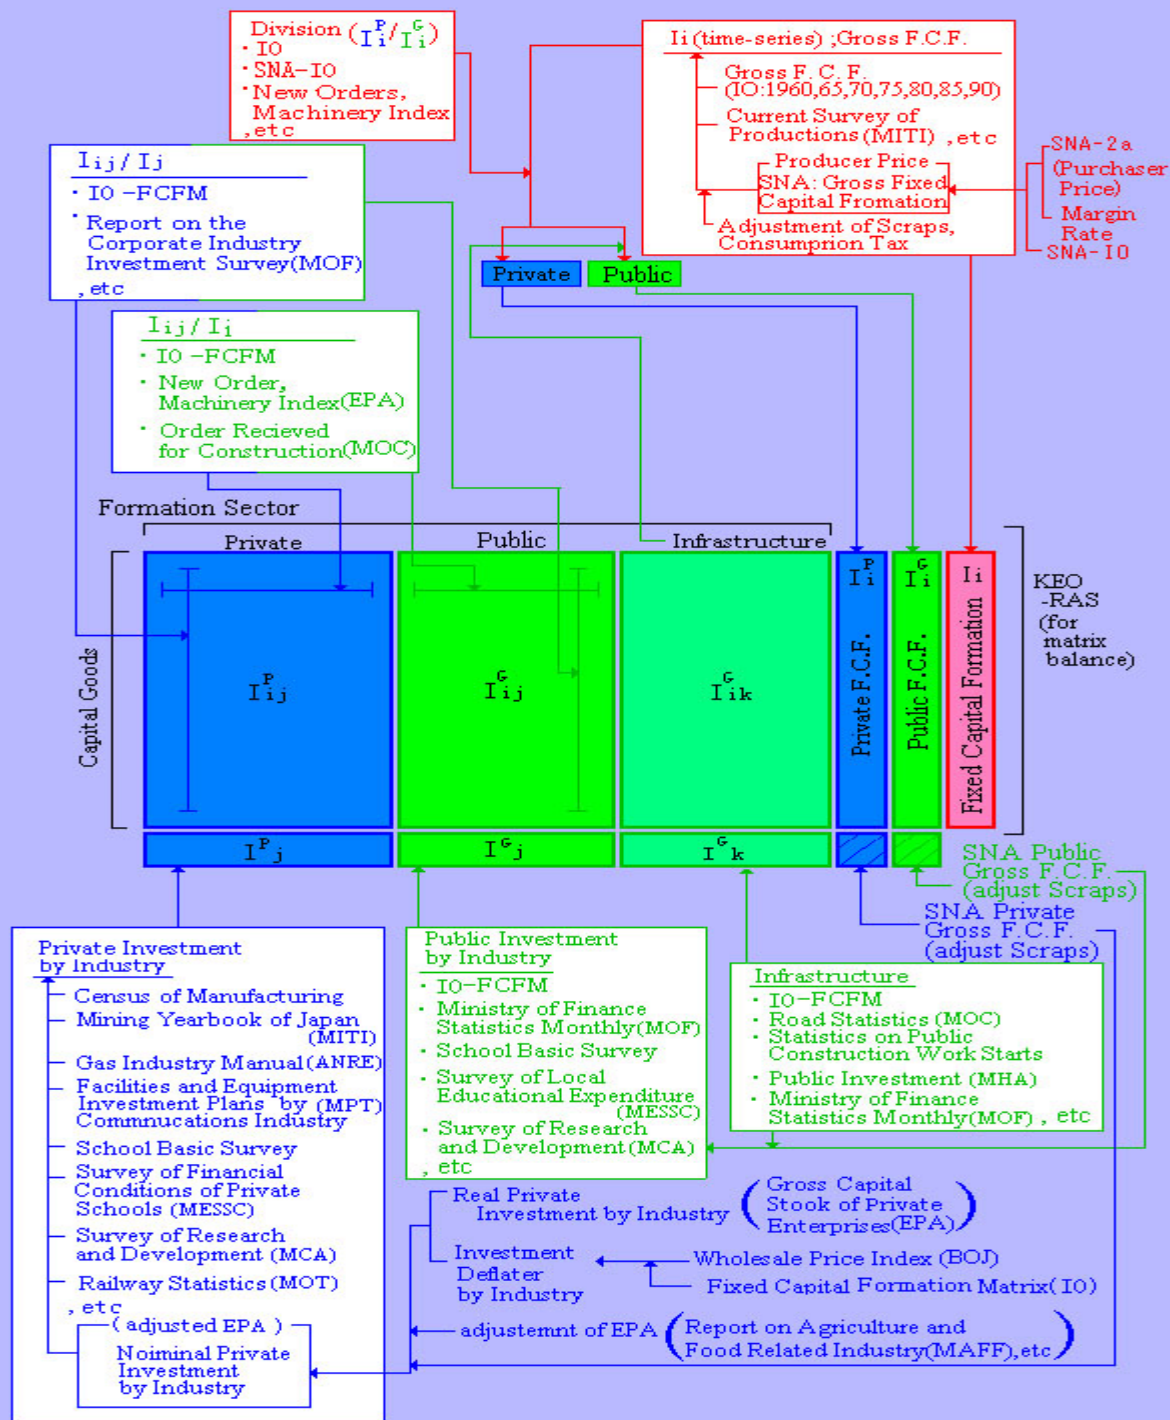 Division (I_i^P/I_i^G)
· IO
· SNA-IO
· New Orders,
Machinery Index
, etc
Ii (time-series) ;Gross F.C.F.
Gross F. C. F.
(IO:1960,65,70,75,80,85,90)
Current Survey of
Productions (MITI) , etc
Producer Price
SNA: Gross Fixed
Capital Fromation
Adjustment of Scraps,
Consumprion Tax
SNA-2a
(Purchaser
Price)
Margin
Rate
SNA-IO
Iij / Ij
· IO -FCFM
· Report on the
Corporate Industry
Investment Survey(MOF)
, etc
Private
Public
Iij / Ii
· IO -FCFM
· New Order,
Machinery Index(EPA)
· Order Recieved
for Construction(MOC)
Formation Sector
Private
Public
Infrastructure
Capital Goods
I_ij^P
I_ij^G
I_ik^G
I_i^P
Private F.C.F.
I_i^G
Public F.C.F.
Ii
Fixed Capital Formation
KEO
-RAS
(for
matrix
balance)
I^P j
I^G j
I^G k
SNA Public
Gross F.C.F.
(adjust Scraps)
SNA Private
Gross F.C.F.
(adjust Scraps)
Private Investment
by Industry
Census of Manufacturing
Mining Yearbook of Japan
(MITI)
Gas Industry Manual(ANRE)
Facilities and Equipment
Investment Plans by (MPT)
Commnucations Industry
School Basic Survey
Survey of Financial
Conditions of Private
Schools (MESSC)
Survey of Research
and Development (MCA)
Railway Statistics (MOT)
, etc
( adjusted EPA )
Noiminal Private
Investment
by Industry
Public Investment
by Industry
· IO-FCFM
· Ministry of Finance
Statistics Monthly(MOF)
· School Basic Survey
· Survey of Local
Educational Expenditure
(MESSC)
· Survey of Research
and Development (MCA)
, etc
Infrastructure
· IO-FCFM
· Road Statistics (MOC)
· Statistics on Public
Construction Work Starts
· Public Investment (MHA)
· Ministry of Finance
Statistics Monthly(MOF) , etc
Real Private
Investment by Industry
(Gross Capital
Stook of Private
Enterprises(EPA))
Investment
Deflater
by Industry
Wholesale Price Index (BOJ)
Fixed Capital Formation Matrix(IO)
adjustemnt of EPA
(Report on Agriculture and
Food Related Industry(MAFF),etc)